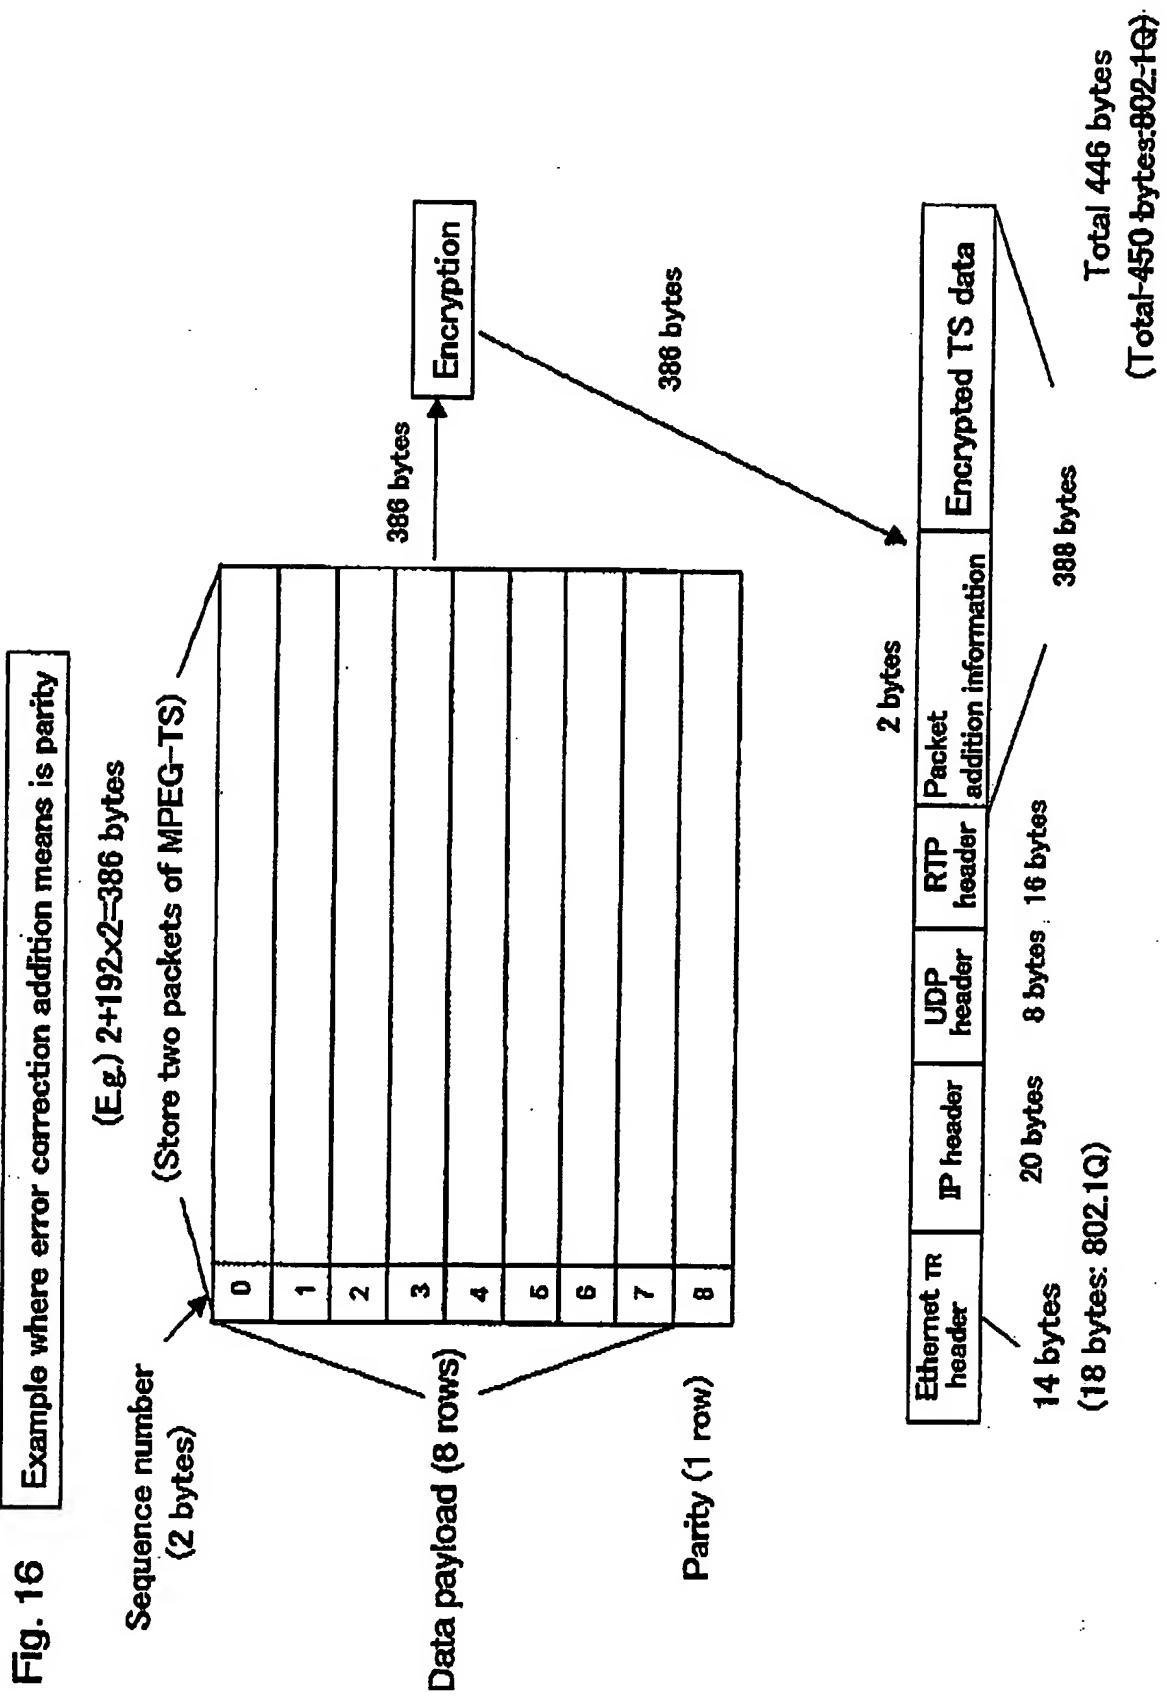 Fig. 16
Example where error correction addition means is parity
(E.g.) 2+192x2=386 bytes
(Store two packets of MPEG-TS)
Sequence number
(2 bytes)
Data payload (8 rows)
Parity (1 row)
0
1
2
3
4
5
6
7
8
386 bytes
Encryption
386 bytes
2 bytes
Ethernet TR
header
IP header
UDP
header
RTP
header
Packet
addition information
Encrypted TS data
14 bytes
(18 bytes: 802.1Q)
20 bytes
8 bytes
16 bytes
388 bytes
Total 446 bytes
(Total 450 bytes:802.1Q)